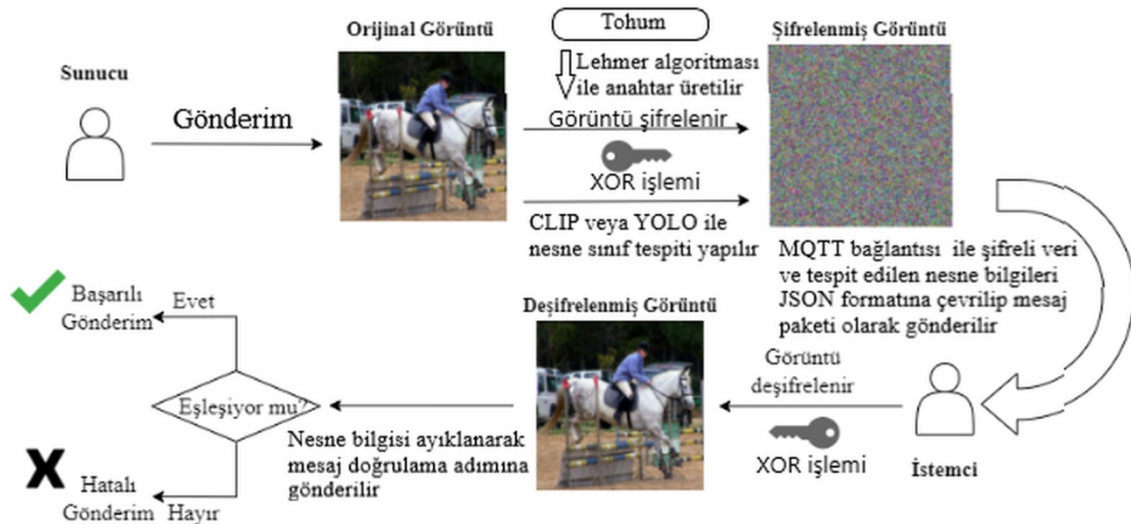 Sunucu
Gönderim
Orijinal Görüntü
Tohum
Lehmer algoritması
ile anahtar üretilir
Görüntü şifrelenir
XOR işlemi
CLIP veya YOLO ile
nesne sınıf tespiti yapılır
Şifrelenmiş Görüntü
MQTT bağlantısı ile şifreli veri
ve tespit edilen nesne bilgileri
JSON formatına çevrilip mesaj
paketi olarak gönderilir
İstemci
Görüntü
deşifrelenir
XOR işlemi
Deşifrelenmiş Görüntü
Nesne bilgisi ayıklanarak
mesaj doğrulama adımına
gönderilir
Eşleşiyor mu?
Evet
Başarılı
Gönderim
Hatalı
Gönderim
Hayır